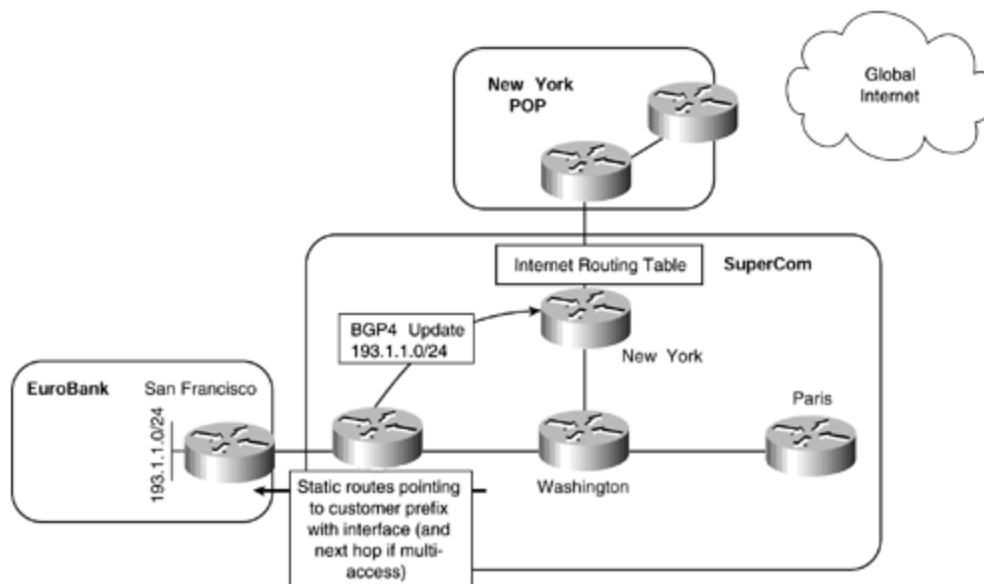 New York
POP
Global
Internet
Internet Routing Table
SuperCom
BGP4 Update
193.1.1.0/24
New York
EuroBank
San Francisco
193.1.1.0/24
Paris
Washington
Static routes pointing
to customer prefix
with interface (and
next hop if multi-
access)